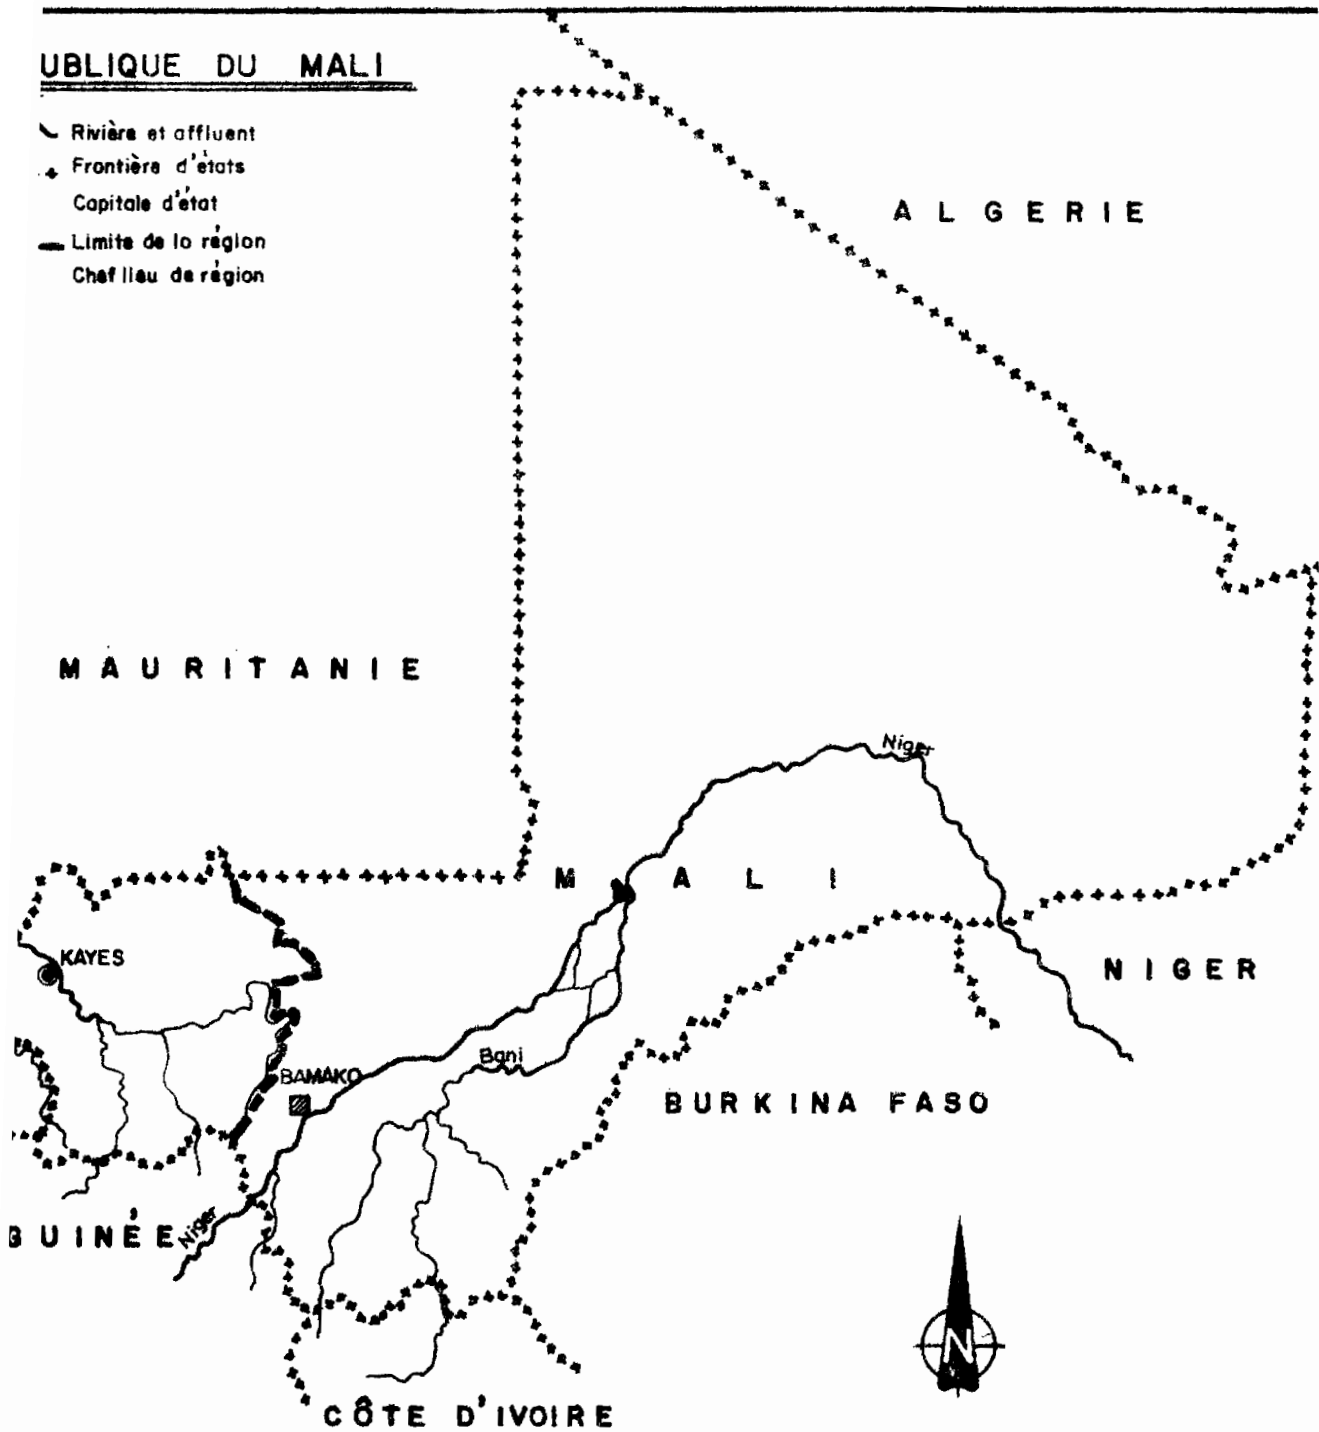 UBLIQUE DU MALI
Rivière et affluent
Frontière d'états
Capitale d'état
Limite de la région
Chef lieu de région
ALGERIE
MAURITANIE
Niger
MALI
KAYES
NIGER
Bani
BAMAKO
BURKINA FASO
GUINÉE
Niger
N
CÔTE D'IVOIRE